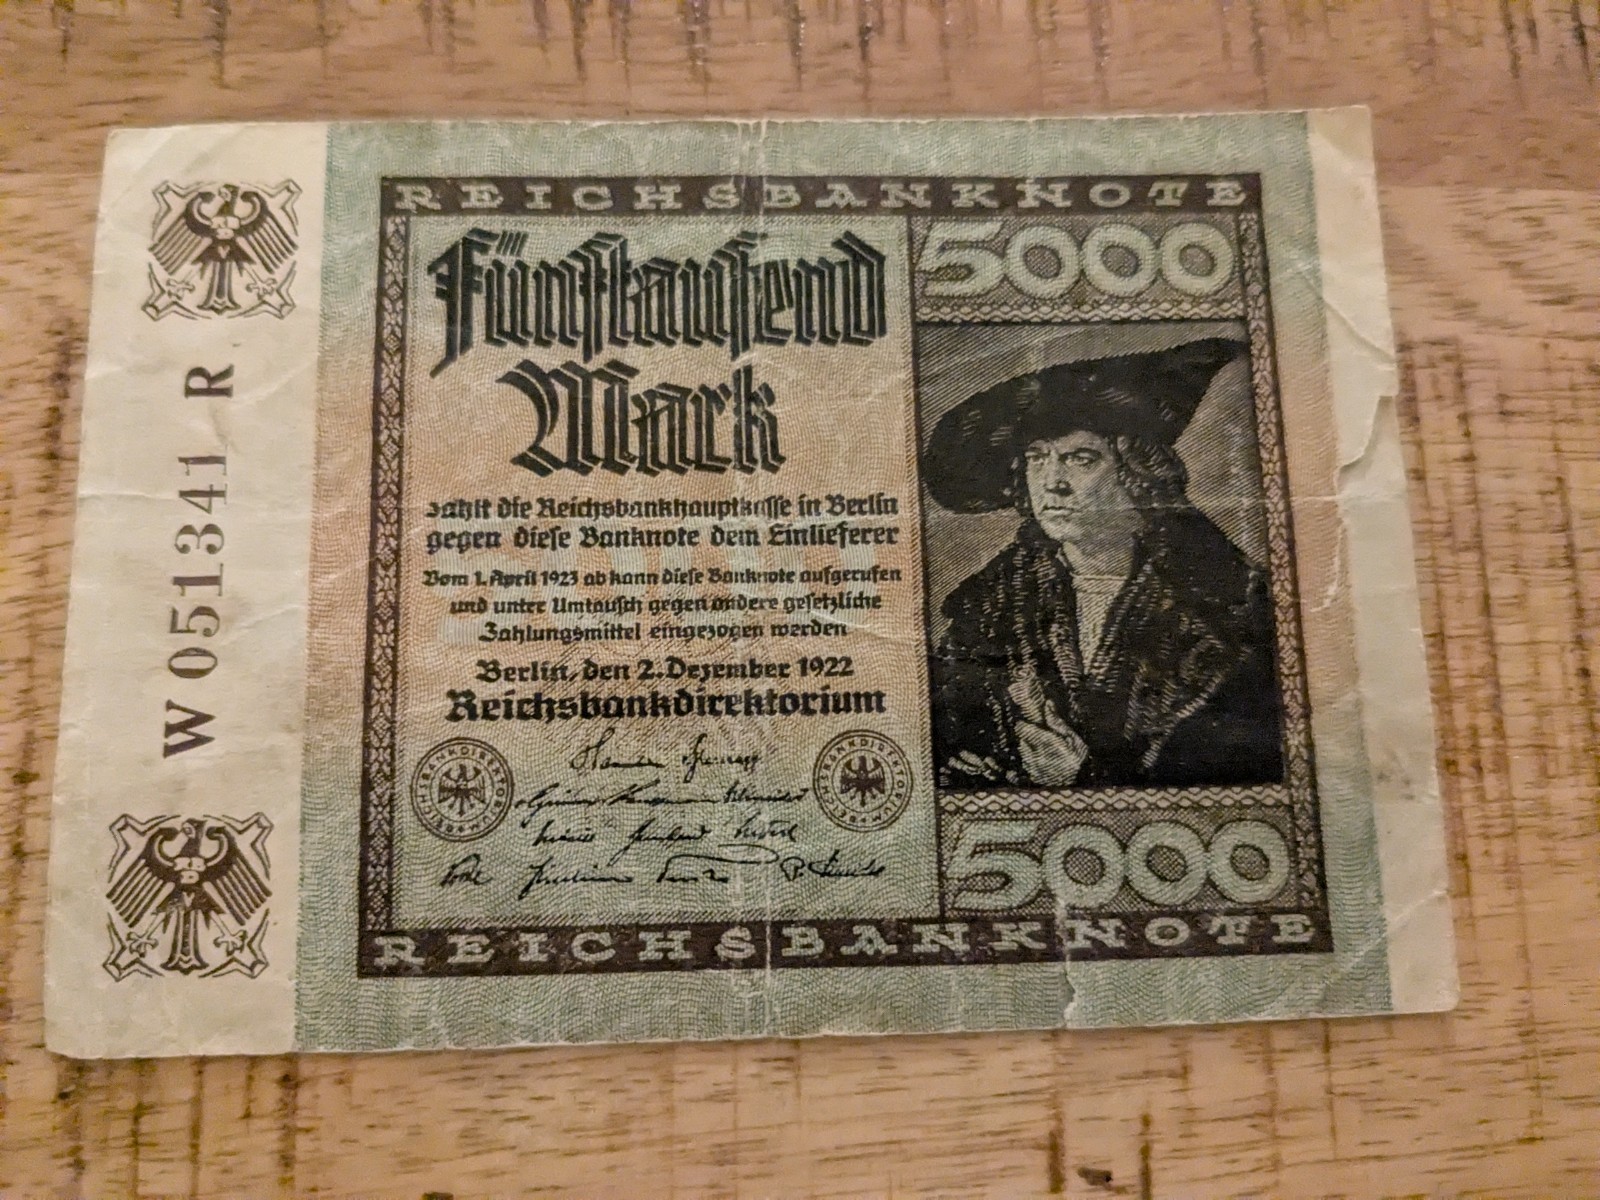 REICHSBANKNOTE
5000
Fünftausend
Mark
zahlt die Reichsbankhauptkasse in Berlin
gegen diese Banknote dem Einlieferer
Vom 1. April 1923 ab kann diese Banknote aufgerufen
und unter Umtausch gegen andere gesetzliche
Zahlungsmittel eingezogen werden
Berlin, den 2. Dezember 1922
Reichsbankdirektorium
REICHSBANKDIREKTORIUM
REICHSBANKDIREKTORIUM
5000
REICHSBANKNOTE
W 051341 R